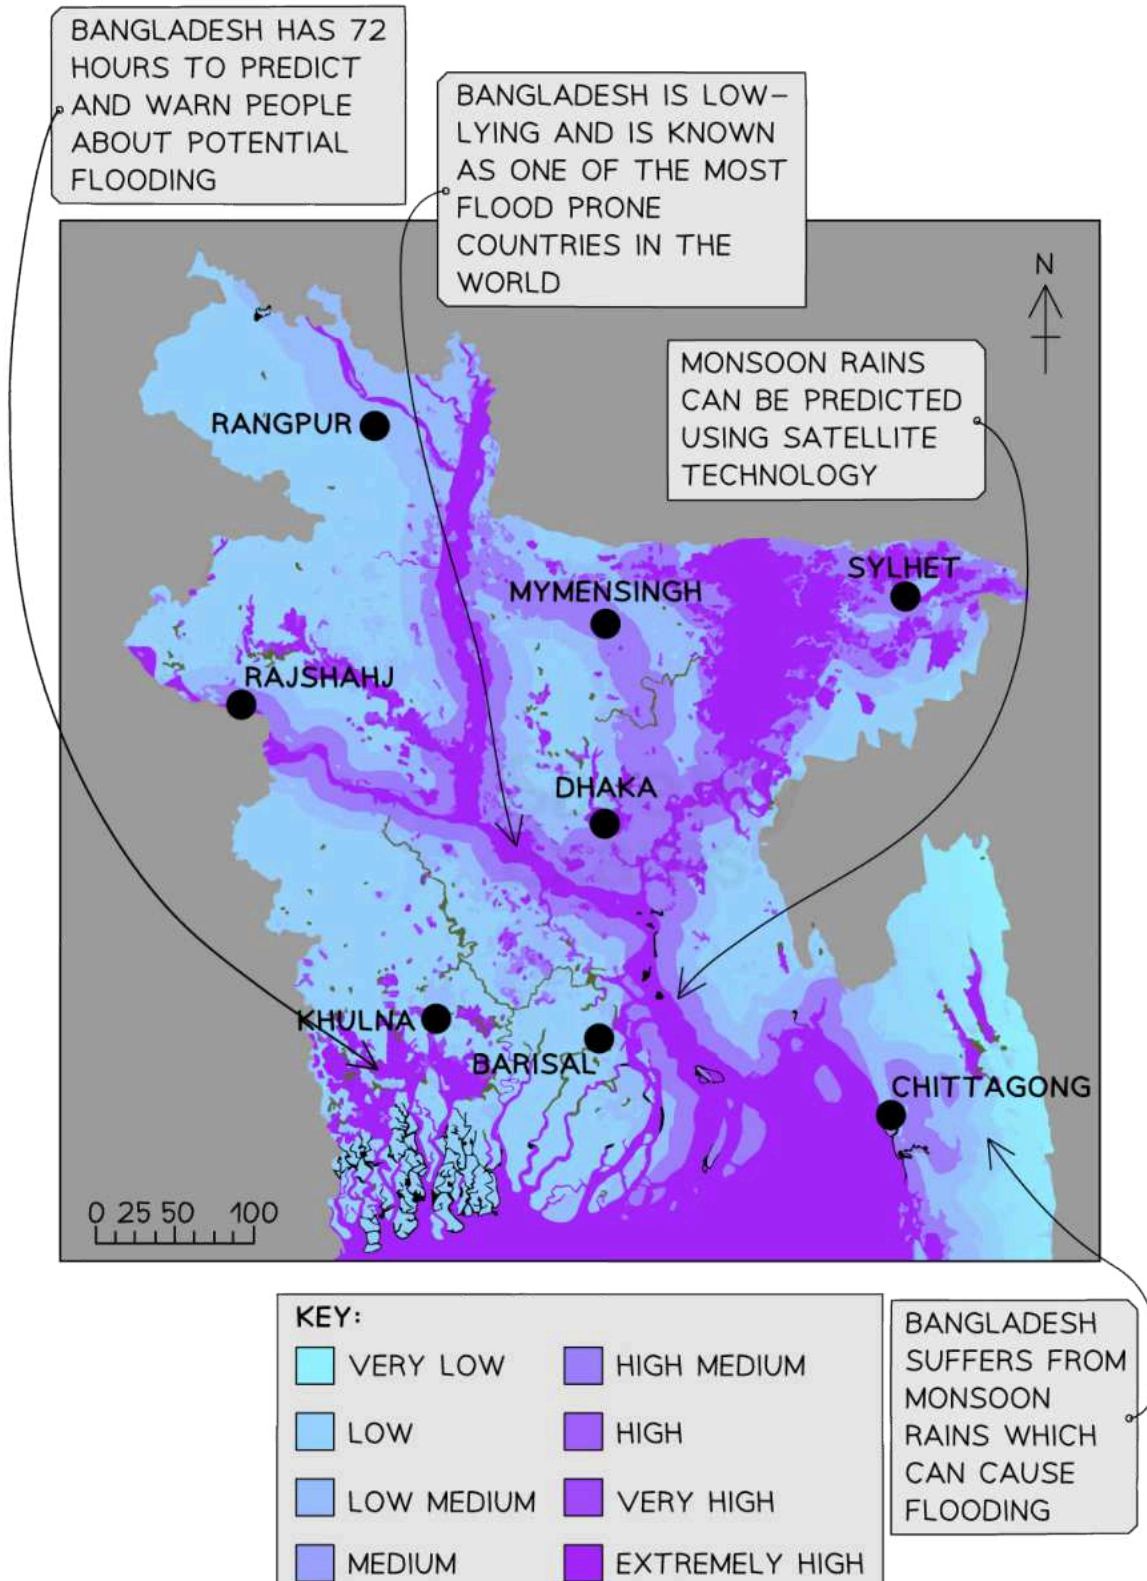 BANGLADESH HAS 72
HOURS TO PREDICT
AND WARN PEOPLE
ABOUT POTENTIAL
FLOODING
BANGLADESH IS LOW-
LYING AND IS KNOWN
AS ONE OF THE MOST
FLOOD PRONE
COUNTRIES IN THE
WORLD
N
MONSOON RAINS
CAN BE PREDICTED
USING SATELLITE
TECHNOLOGY
RANGPUR
SYLHET
MYMENSINGH
RAJSHAHJ
DHAKA
KHULNA
BARISAL
CHITTAGONG
0 25 50 100
KEY:
VERY LOW
HIGH MEDIUM
LOW
HIGH
LOW MEDIUM
VERY HIGH
MEDIUM
EXTREMELY HIGH
BANGLADESH
SUFFERS FROM
MONSOON
RAINS WHICH
CAN CAUSE
FLOODING